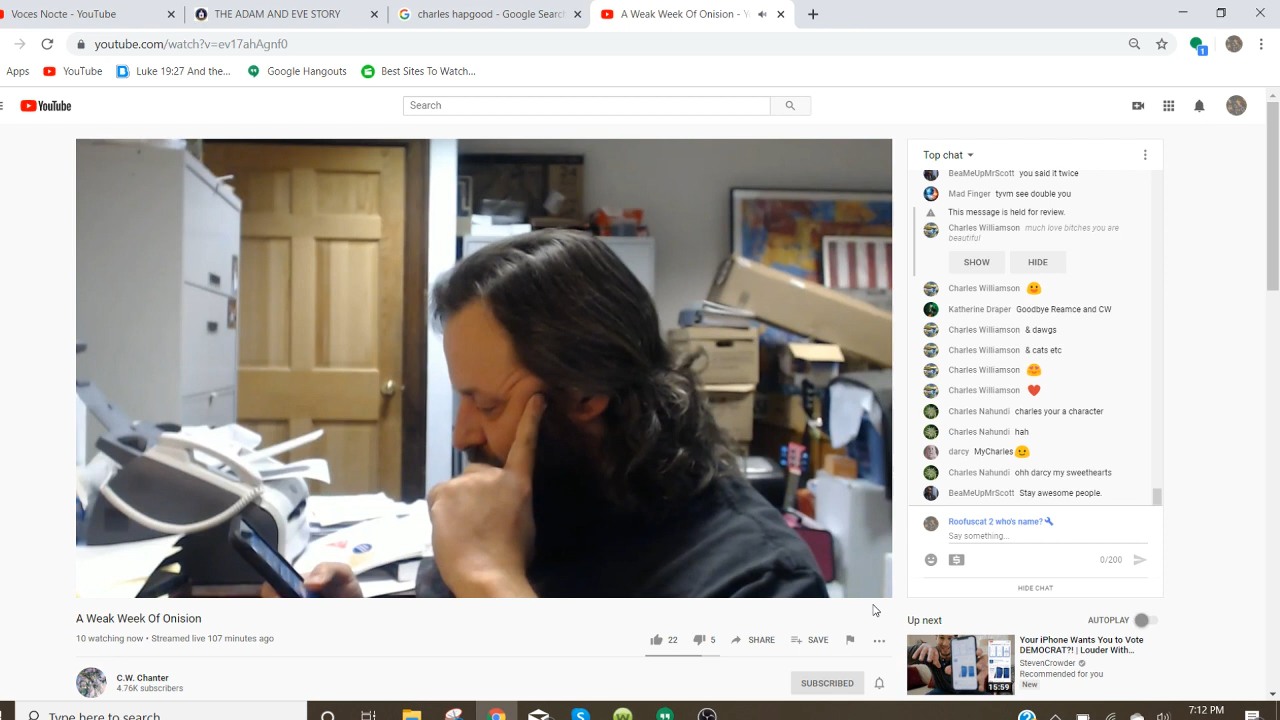 Voces Nocte - YouTube
THE ADAM AND EVE STORY
charles hapgood - Google Search
A Weak Week Of Onision - Y
youtube.com/watch?v=ev17ahAgnf0
1
Apps
YouTube
Luke 19:27 And the...
Google Hangouts
Best Sites To Watch...
YouTube
Search
Top chat
BeaMeUpMrScott you said it twice
Mad Finger tyvm see double you
This message is held for review.
Charles Williamson much love bitches you are
beautiful
SHOW
HIDE
Charles Williamson
Katherine Draper Goodbye Reamce and CW
Charles Williamson & dawgs
Charles Williamson & cats etc
Charles Williamson
Charles Williamson
Charles Nahundi charles your a character
Charles Nahundi hah
darcy MyCharles
Charles Nahundi ohh darcy my sweethearts
BeaMeUpMrScott Stay awesome people.
Roofuscat 2 who's name?
Say something...
0/200
HIDE CHAT
A Weak Week Of Onision
10 watching now • Streamed live 107 minutes ago
22
5
SHARE
SAVE
C.W. Chanter
4.76K subscribers
SUBSCRIBED
Up next
AUTOPLAY
Your iPhone Wants You to Vote
DEMOCRAT?! | Louder With...
StevenCrowder
Recommended for you
New
15:59
Type here to search
7:12 PM